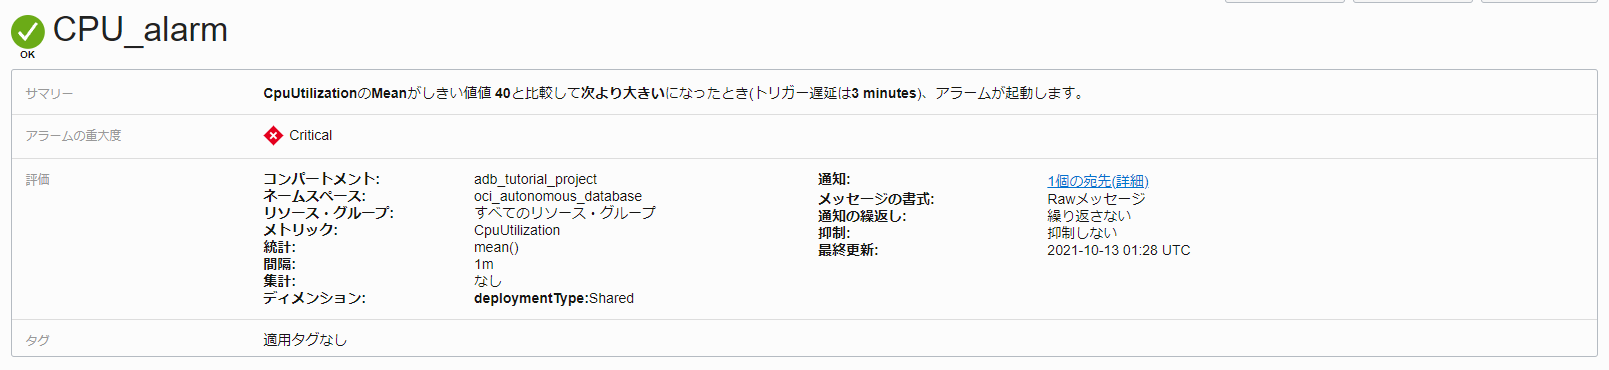 CPU_alarm
OK
サマリー CpuUtilizationのMeanがしきい値値 40と比較して次より大きいになったとき(トリガー遅延は3 minutes)、アラームが起動します。
アラームの重大度 Critical
評価 コンパートメント: adb_tutorial_project 通知: 1個の宛先(詳細)
ネームスペース: oci_autonomous_database メッセージの書式: Rawメッセージ
リソース・グループ: すべてのリソース・グループ 通知の繰返し: 繰り返さない
メトリック: CpuUtilization 抑制: 抑制しない
統計: mean() 最終更新: 2021-10-13 01:28 UTC
間隔: 1m
集計: なし
ディメンション: deploymentType:Shared
タグ 適用タグなし